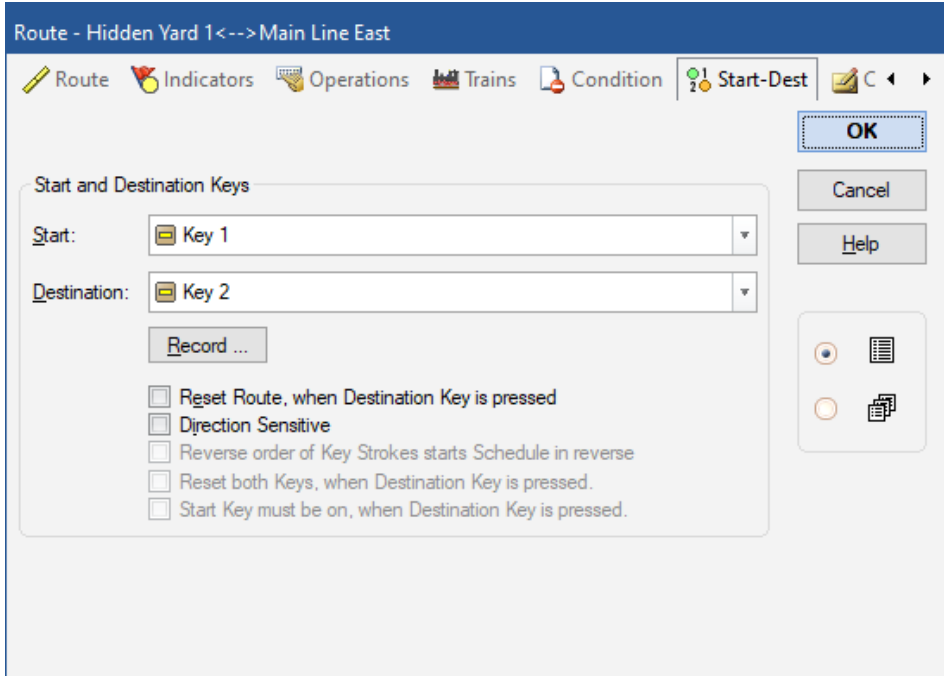 Route - Hidden Yard 1<-->Main Line East
Route Indicators Operations Trains Condition 1 2 Start-Dest C
OK
Start and Destination Keys
Cancel
Start: Key 1
Help
Destination: Key 2
Record ...
Reset Route, when Destination Key is pressed
Direction Sensitive
Reverse order of Key Strokes starts Schedule in reverse
Reset both Keys, when Destination Key is pressed.
Start Key must be on, when Destination Key is pressed.